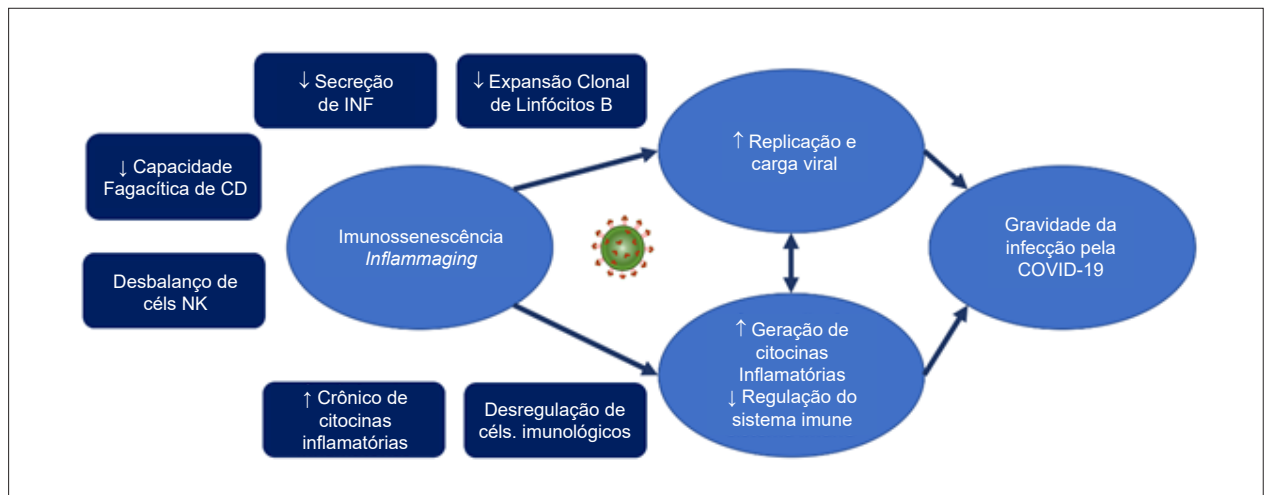 ↓ Secreção
de INF
↓ Expansão Clonal
de Linfócitos B
↓ Capacidade
Fagacítica de CD
Desbalanço de
céls NK
Imunossenescência
Inflammaging
↑ Replicação e
carga viral
Gravidade da
infecção pela
COVID-19
↑ Geração de
citocinas
Inflamatórias
↓ Regulação do
sistema imune
↑ Crônico de
citocinas
inflamatórias
Desregulação de
céls. imunológicos